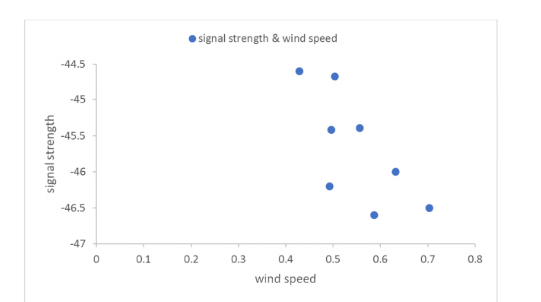 signal strength & wind speed
-44.5
-45
-45.5
-46
-46.5
-47
signal strength
0 0.1 0.2 0.3 0.4 0.5 0.6 0.7 0.8
wind speed